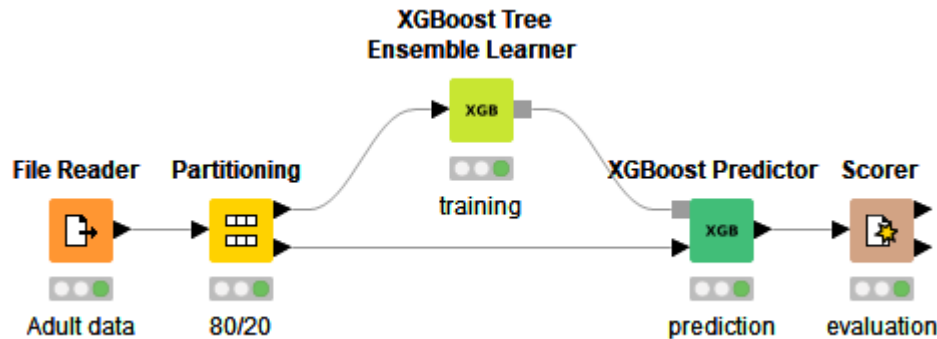 XGBoost Tree
Ensemble Learner
XGB
training
File Reader
Adult data
Partitioning
80/20
XGBoost Predictor
XGB
prediction
Scorer
evaluation